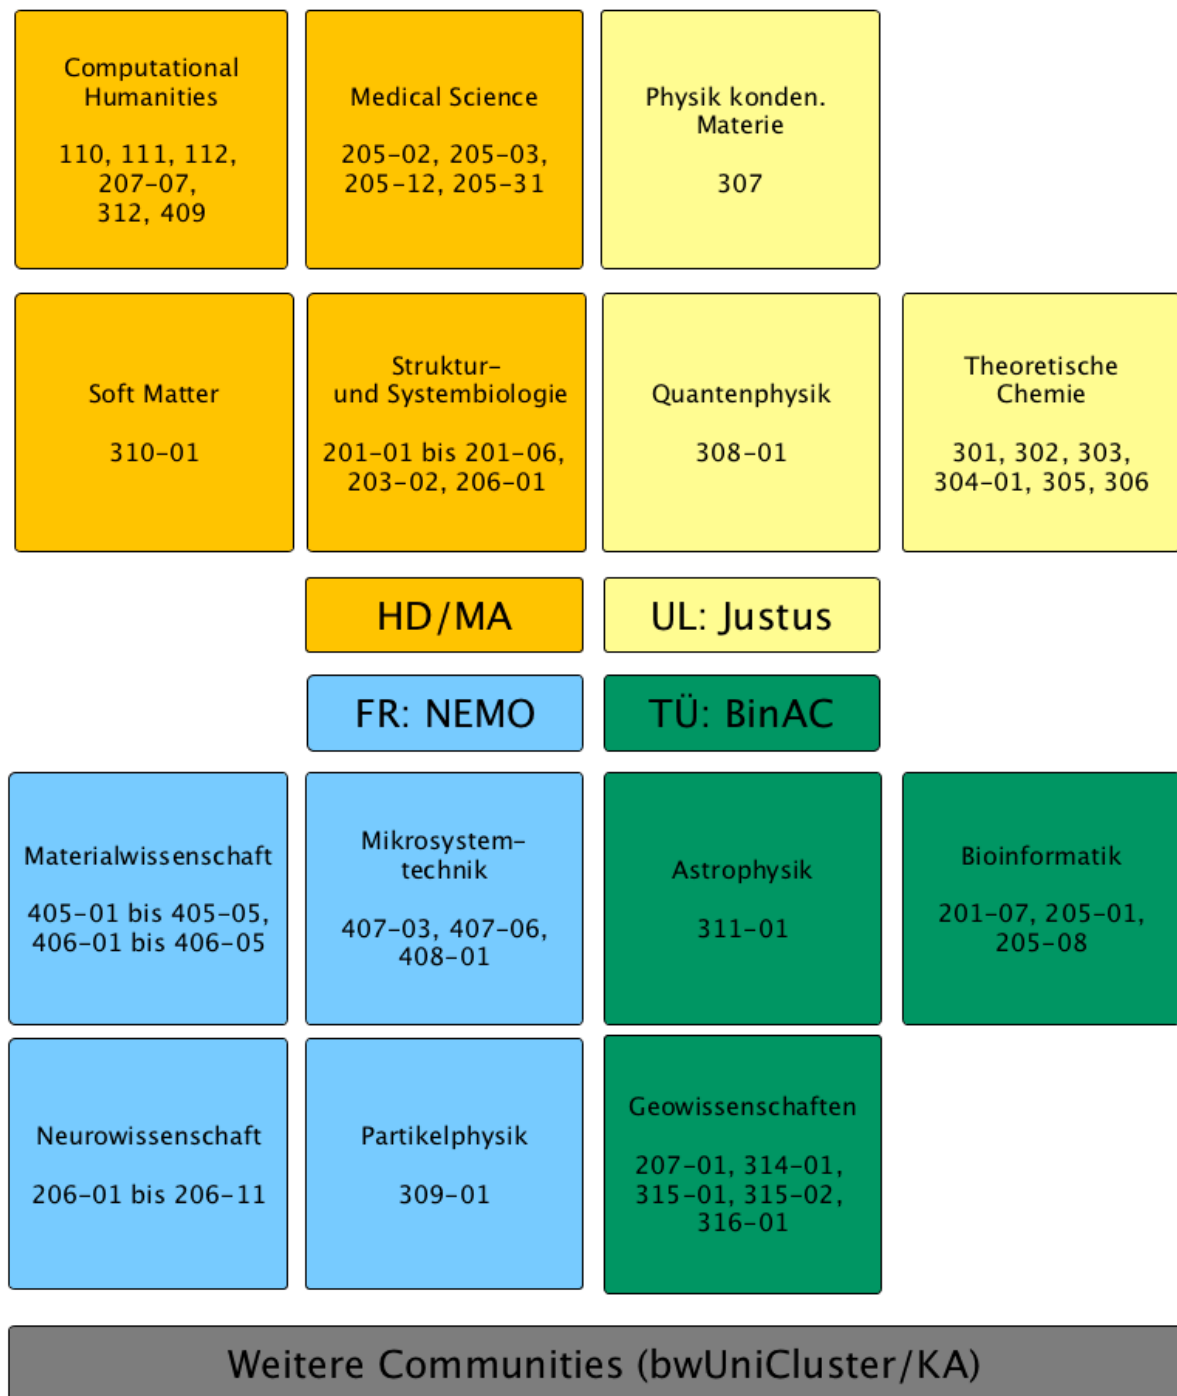 Computational
Humanities
110, 111, 112,
207-07,
312, 409
Medical Science
205-02, 205-03,
205-12, 205-31
Physik konden.
Materie
307
Soft Matter
310-01
Struktur-
und Systembiologie
201-01 bis 201-06,
203-02, 206-01
Quantenphysik
308-01
Theoretische
Chemie
301, 302, 303,
304-01, 305, 306
HD/MA
UL: Justus
FR: NEMO
TÜ: BinAC
Materialwissenschaft
405-01 bis 405-05,
406-01 bis 406-05
Mikrosystem-
technik
407-03, 407-06,
408-01
Astrophysik
311-01
Bioinformatik
201-07, 205-01,
205-08
Neurowissenschaft
206-01 bis 206-11
Partikelphysik
309-01
Geowissenschaften
207-01, 314-01,
315-01, 315-02,
316-01
Weitere Communities (bwUniCluster/KA)